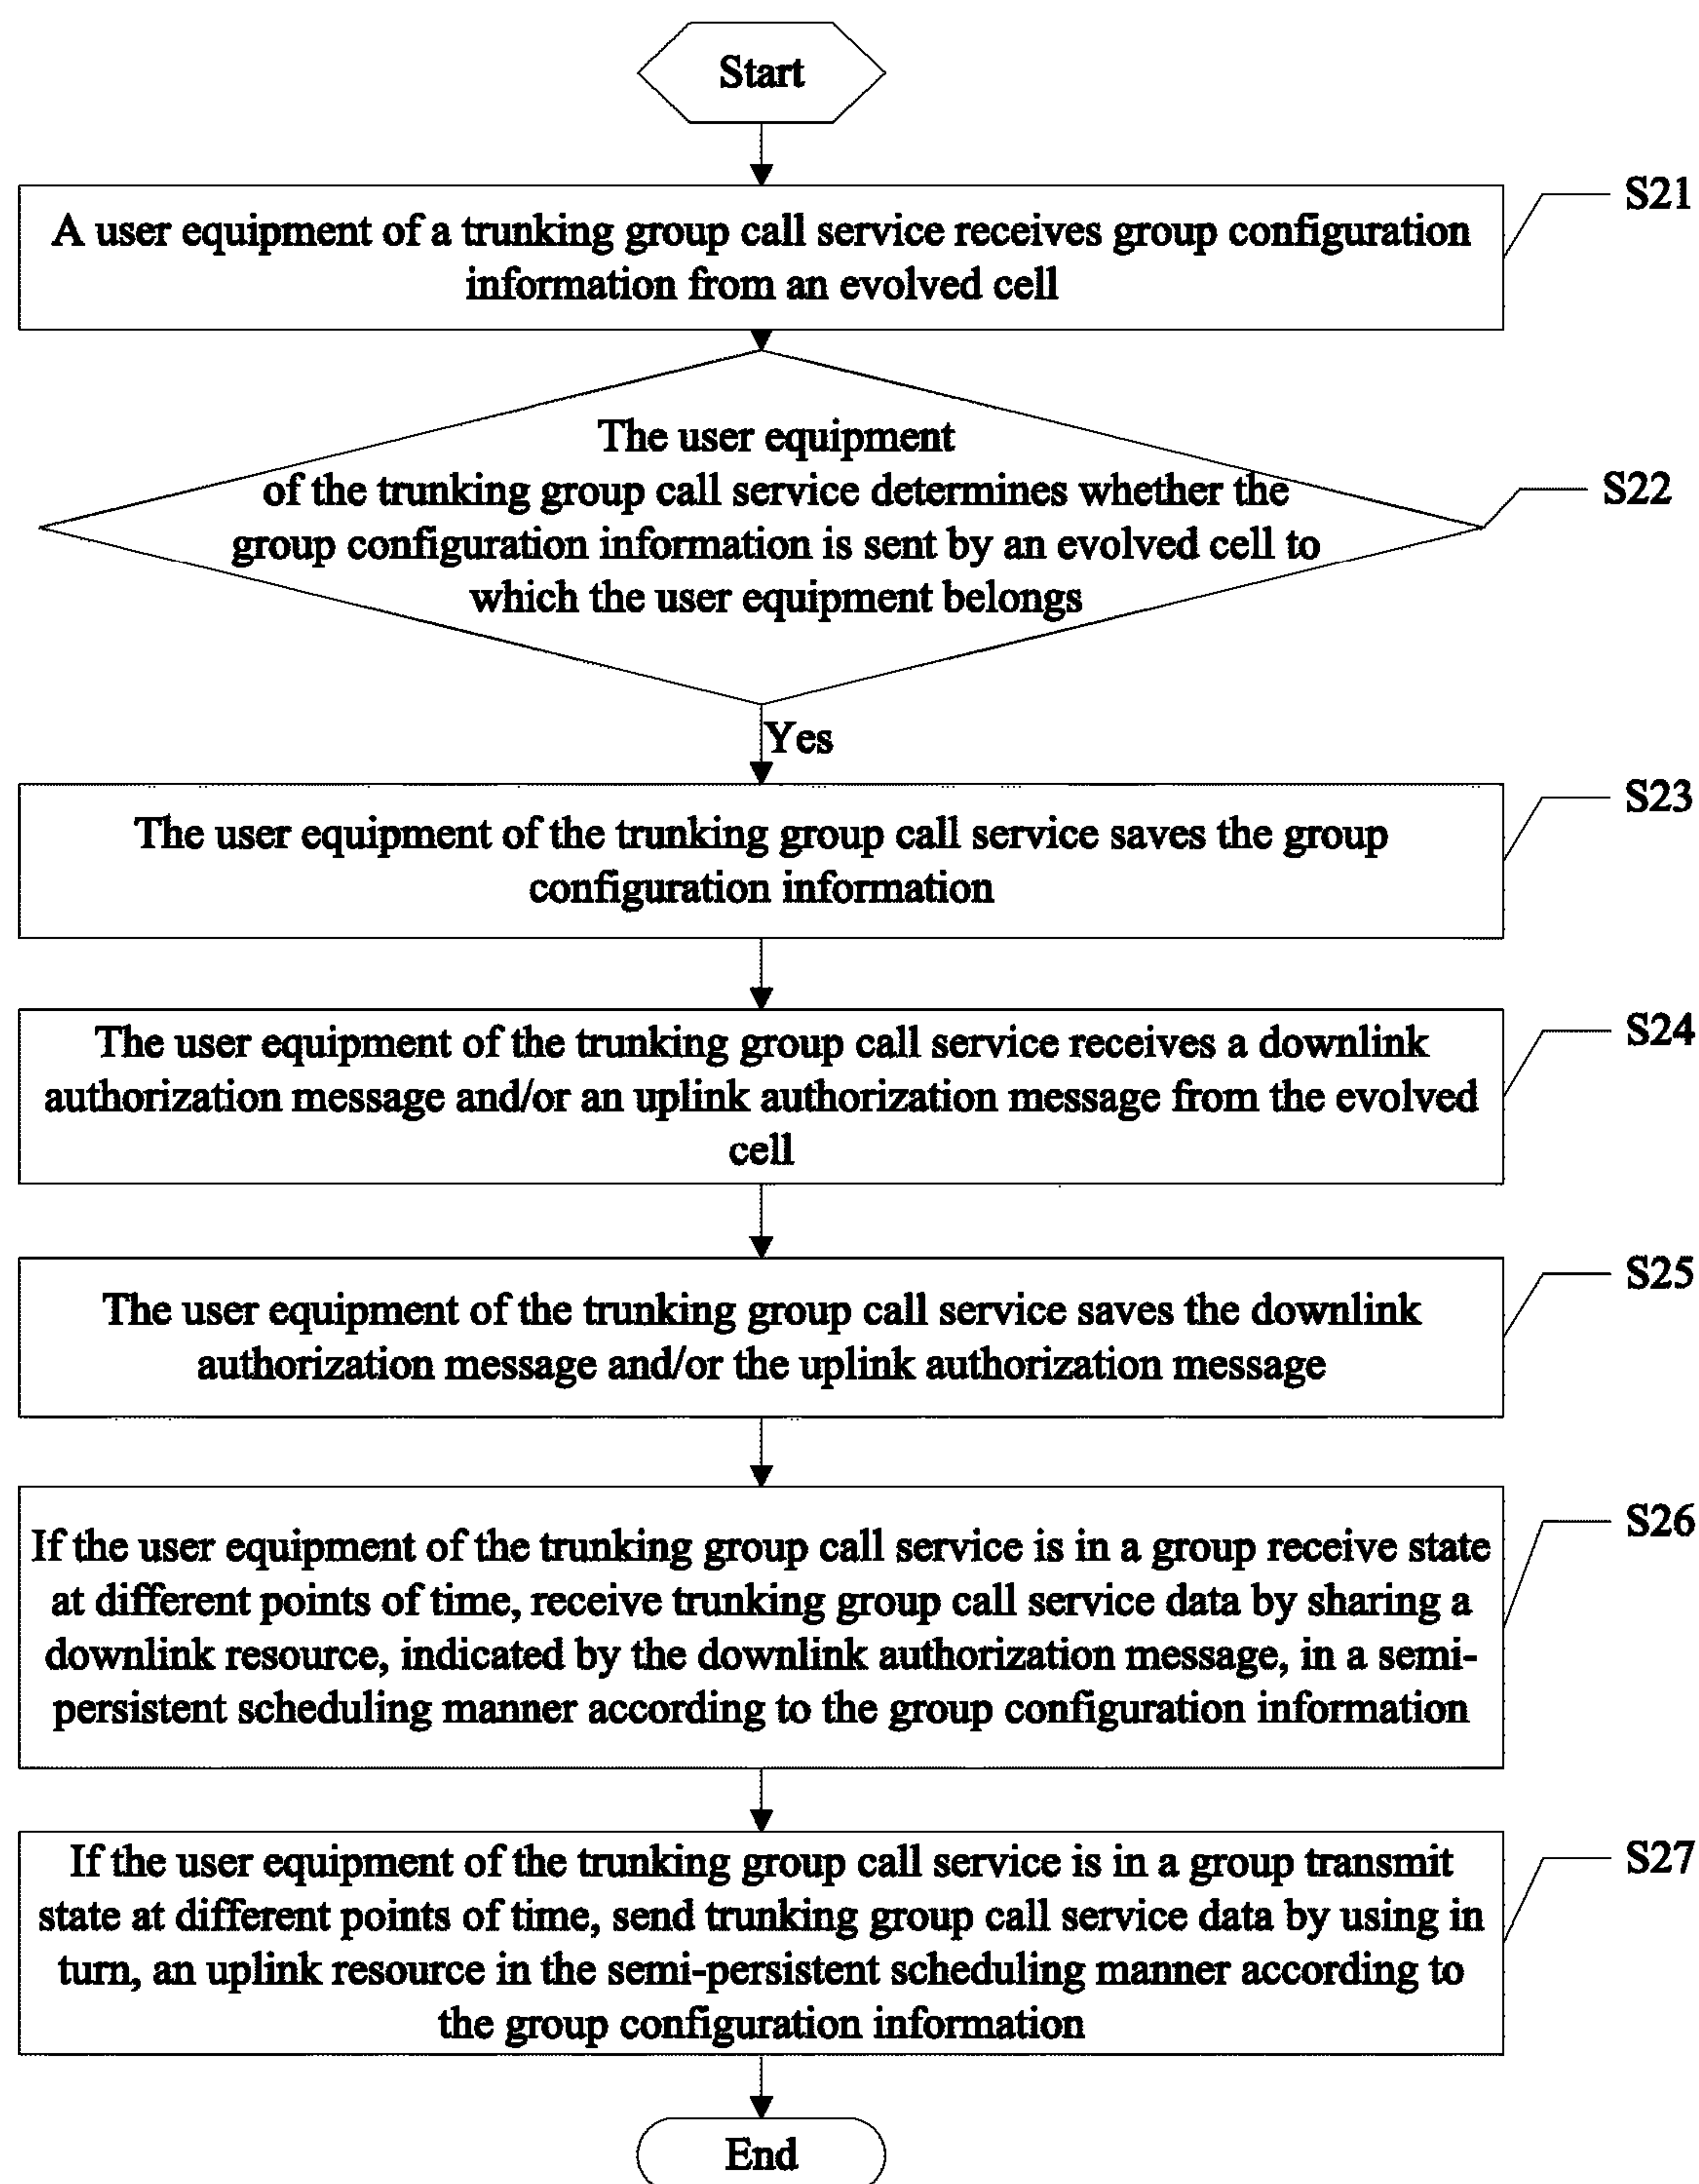 Start
S21
A user equipment of a trunking group call service receives group configuration
information from an evolved cell
The user equipment
of the trunking group call service determines whether the
group configuration information is sent by an evolved cell to
which the user equipment belongs
S22
Yes
S23
The user equipment of the trunking group call service saves the group
configuration information
S24
The user equipment of the trunking group call service receives a downlink
authorization message and/or an uplink authorization message from the evolved
cell
S25
The user equipment of the trunking group call service saves the downlink
authorization message and/or the uplink authorization message
S26
If the user equipment of the trunking group call service is in a group receive state
at different points of time, receive trunking group call service data by sharing a
downlink resource, indicated by the downlink authorization message, in a semi-
persistent scheduling manner according to the group configuration information
S27
If the user equipment of the trunking group call service is in a group transmit
state at different points of time, send trunking group call service data by using in
turn, an uplink resource in the semi-persistent scheduling manner according to
the group configuration information
End